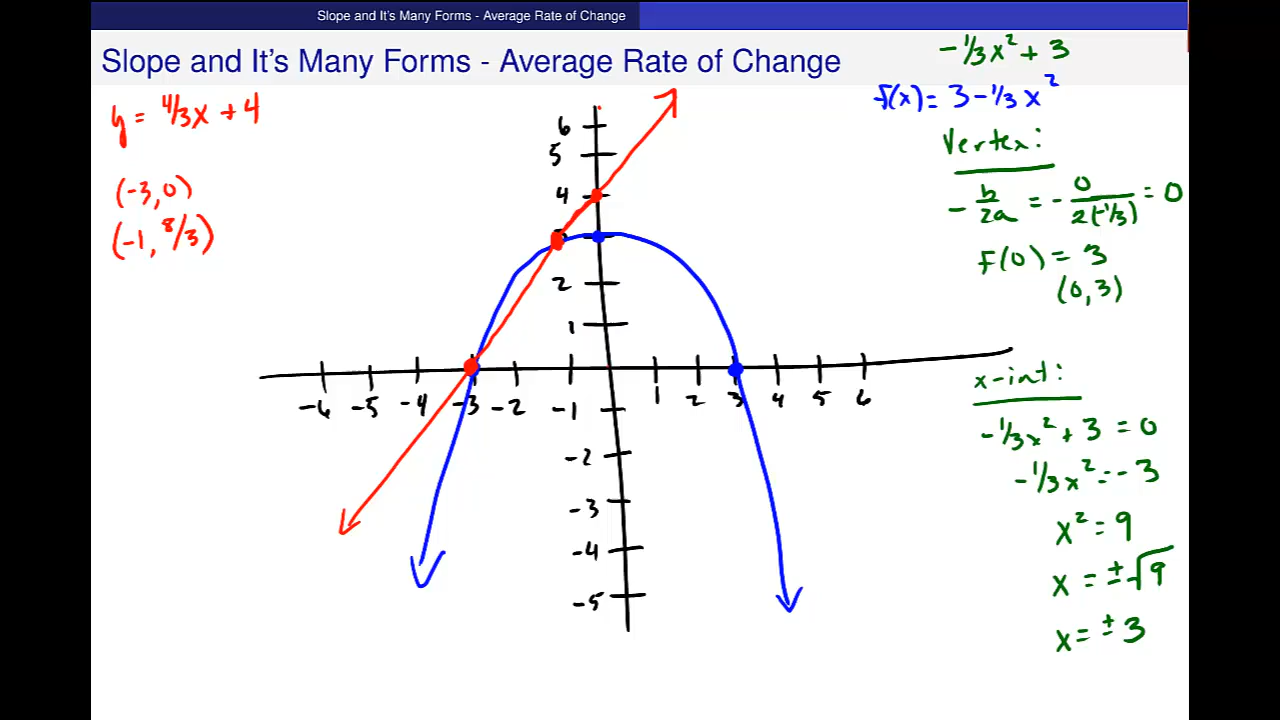 Slope and It's Many Forms - Average Rate of Change
Slope and It's Many Forms - Average Rate of Change
y = 4/3x + 4
(-3, 0)
(-1, 8/3)
-1/3x² + 3
f(x) = 3 - 1/3x²
Vertex:
- b/2a = - 0/2(-1/3) = 0
f(0) = 3
(0, 3)
x-int:
-1/3x² + 3 = 0
-1/3x² = -3
x² = 9
x = ±√9
x = ±3
6
5
4
3
2
1
-6 -5 -4 -3 -2 -1 1 2 3 4 5 6
-2
-3
-4
-5